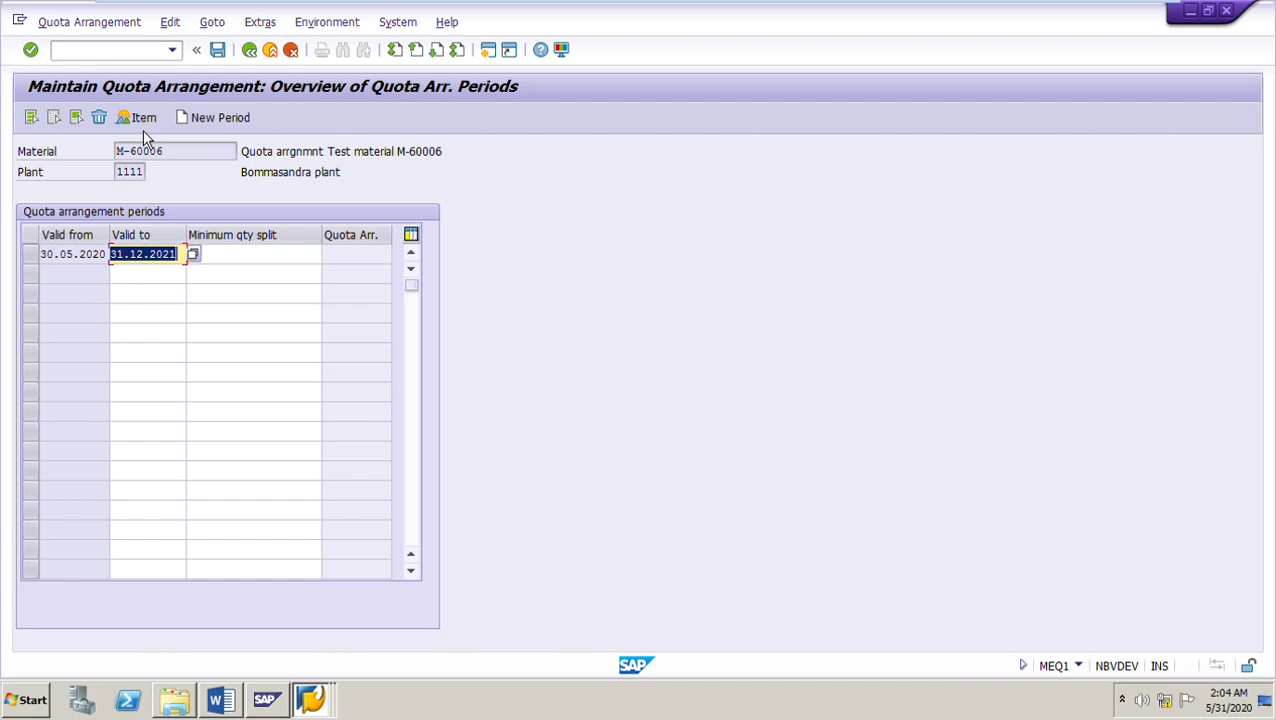 Quota Arrangement Edit Goto Extras Environment System Help
Maintain Quota Arrangement: Overview of Quota Arr. Periods
Item New Period
Material M-60006 Quota arrgnmnt Test material M-60006
Plant 1111 Bommasandra plant
Quota arrangement periods
Valid from Valid to Minimum qty split Quota Arr.
30.05.2020 31.12.2021
SAP
MEQ1 NBVDEV INS
Start SAP 2:04 AM
5/31/2020